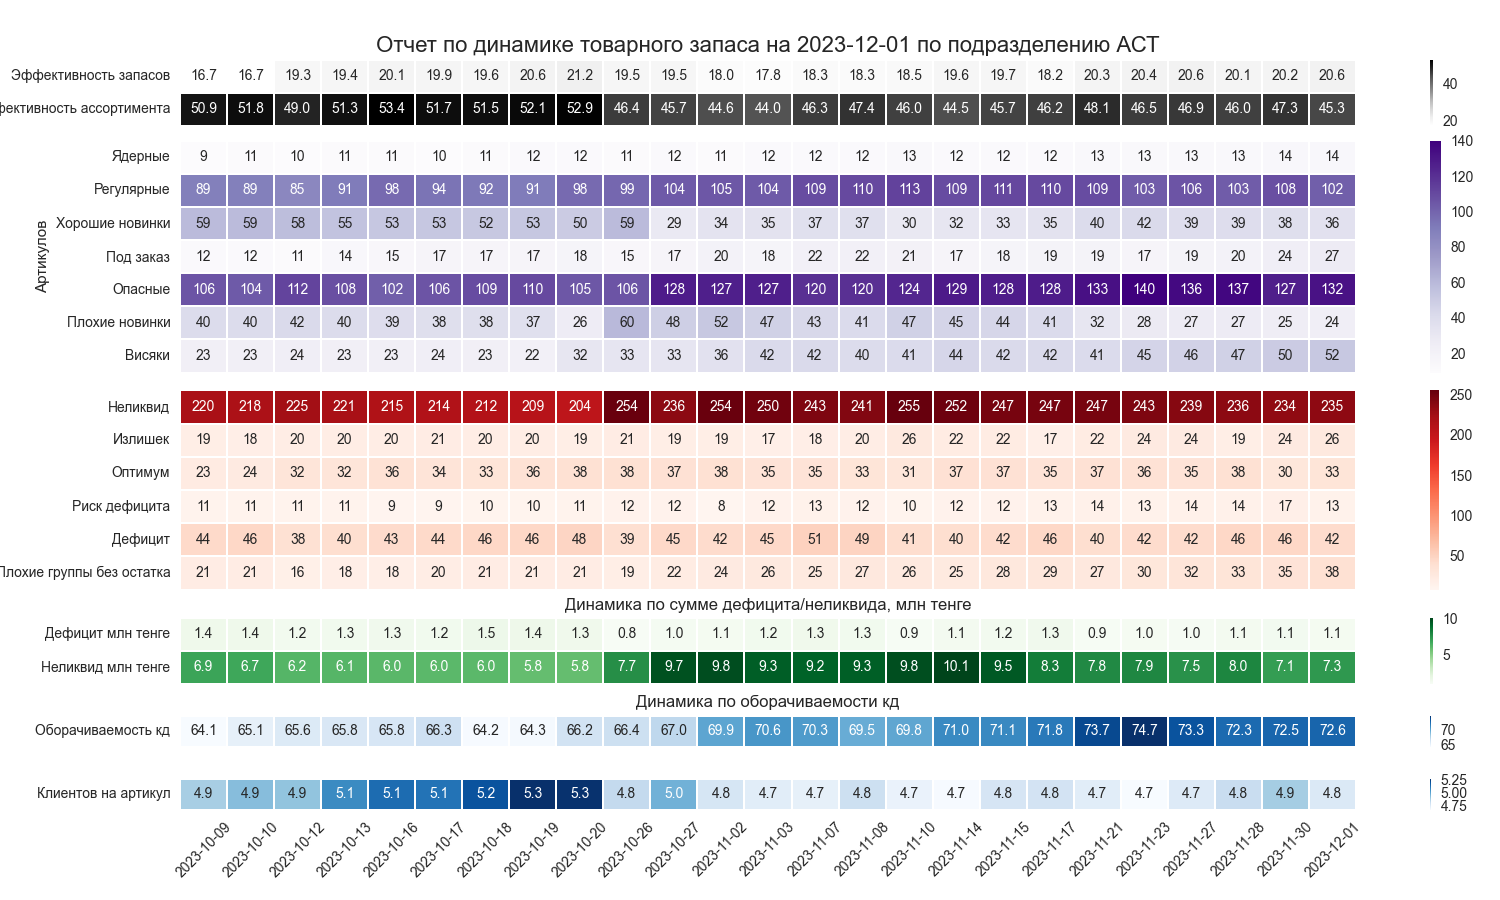 Отчет по динамике товарного запаса на 2023-12-01 по подразделению АСТ
Эффективность запасов 16.7 16.7 19.3 19.4 20.1 19.9 19.6 20.6 21.2 19.5 19.5 18.0 17.8 18.3 18.3 18.5 19.6 19.7 18.2 20.3 20.4 20.6 20.1 20.2 20.6
фективность ассортимента 50.9 51.8 49.0 51.3 53.4 51.7 51.5 52.1 52.9 46.4 45.7 44.6 44.0 46.3 47.4 46.0 44.5 45.7 46.2 48.1 46.5 46.9 46.0 47.3 45.3
40
20
Артикулов
Ядерные 9 11 10 11 11 10 11 12 12 11 12 11 12 12 12 13 12 12 12 13 13 13 13 14 14
Регулярные 89 89 85 91 98 94 92 91 98 99 104 105 104 109 110 113 109 111 110 109 103 106 103 108 102
Хорошие новинки 59 59 58 55 53 53 52 53 50 59 29 34 35 37 37 30 32 33 35 40 42 39 39 38 36
Под заказ 12 12 11 14 15 17 17 17 18 15 17 20 18 22 22 21 17 18 19 19 17 19 20 24 27
Опасные 106 104 112 108 102 106 109 110 105 106 128 127 127 120 120 124 129 128 128 133 140 136 137 127 132
Плохие новинки 40 40 42 40 39 38 38 37 26 60 48 52 47 43 41 47 45 44 41 32 28 27 27 25 24
Висяки 23 23 24 23 23 24 23 22 32 33 33 36 42 42 40 41 44 42 42 41 45 46 47 50 52
140
120
100
80
60
40
20
Неликвид 220 218 225 221 215 214 212 209 204 254 236 254 250 243 241 255 252 247 247 247 243 239 236 234 235
Излишек 19 18 20 20 20 21 20 20 19 21 19 19 17 18 20 26 22 22 17 22 24 24 19 24 26
Оптимум 23 24 32 32 36 34 33 36 38 38 37 38 35 35 33 31 37 37 35 37 36 35 38 30 33
Риск дефицита 11 11 11 11 9 9 10 10 11 12 12 8 12 13 12 10 12 12 13 14 13 14 14 17 13
Дефицит 44 46 38 40 43 44 46 46 48 39 45 42 45 51 49 41 40 42 46 40 42 42 46 46 42
Плохие группы без остатка 21 21 16 18 18 20 21 21 21 19 22 24 26 25 27 26 25 28 29 27 30 32 33 35 38
250
200
150
100
50
Динамика по сумме дефицита/неликвида, млн тенге
Дефицит млн тенге 1.4 1.4 1.2 1.3 1.3 1.2 1.5 1.4 1.3 0.8 1.0 1.1 1.2 1.3 1.3 0.9 1.1 1.2 1.3 0.9 1.0 1.0 1.1 1.1 1.1
Неликвид млн тенге 6.9 6.7 6.2 6.1 6.0 6.0 6.0 5.8 5.8 7.7 9.7 9.8 9.3 9.2 9.3 9.8 10.1 9.5 8.3 7.8 7.9 7.5 8.0 7.1 7.3
10
5
Динамика по оборачиваемости кд
Оборачиваемость кд 64.1 65.1 65.6 65.8 65.8 66.3 64.2 64.3 66.2 66.4 67.0 69.9 70.6 70.3 69.5 69.8 71.0 71.1 71.8 73.7 74.7 73.3 72.3 72.5 72.6
70
65
Клиентов на артикул 4.9 4.9 4.9 5.1 5.1 5.1 5.2 5.3 5.3 4.8 5.0 4.8 4.7 4.7 4.8 4.7 4.7 4.8 4.8 4.7 4.7 4.7 4.8 4.9 4.8
5.25
5.00
4.75
2023-10-09 2023-10-10 2023-10-12 2023-10-13 2023-10-16 2023-10-17 2023-10-18 2023-10-19 2023-10-20 2023-10-26 2023-10-27 2023-11-02 2023-11-03 2023-11-07 2023-11-08 2023-11-10 2023-11-14 2023-11-15 2023-11-17 2023-11-21 2023-11-23 2023-11-27 2023-11-28 2023-11-30 2023-12-01